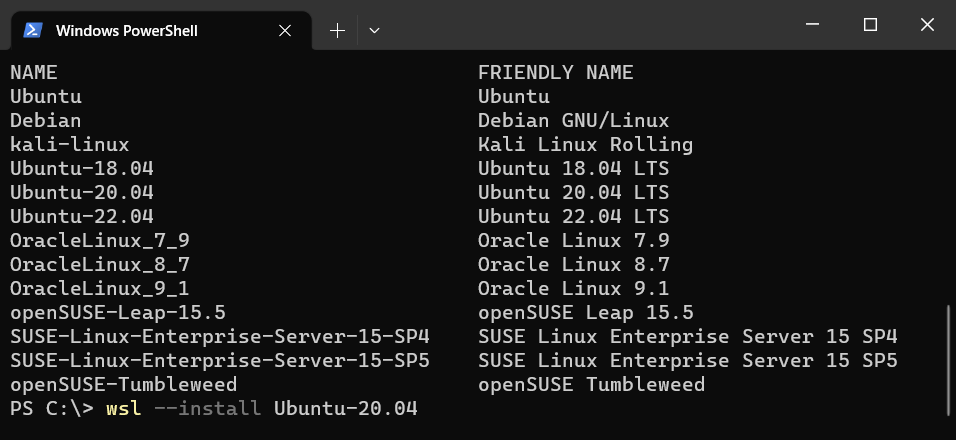 Windows PowerShell
NAME FRIENDLY NAME
Ubuntu Ubuntu
Debian Debian GNU/Linux
kali-linux Kali Linux Rolling
Ubuntu-18.04 Ubuntu 18.04 LTS
Ubuntu-20.04 Ubuntu 20.04 LTS
Ubuntu-22.04 Ubuntu 22.04 LTS
OracleLinux_7_9 Oracle Linux 7.9
OracleLinux_8_7 Oracle Linux 8.7
OracleLinux_9_1 Oracle Linux 9.1
openSUSE-Leap-15.5 openSUSE Leap 15.5
SUSE-Linux-Enterprise-Server-15-SP4 SUSE Linux Enterprise Server 15 SP4
SUSE-Linux-Enterprise-Server-15-SP5 SUSE Linux Enterprise Server 15 SP5
openSUSE-Tumbleweed openSUSE Tumbleweed
PS C:\> wsl --install Ubuntu-20.04